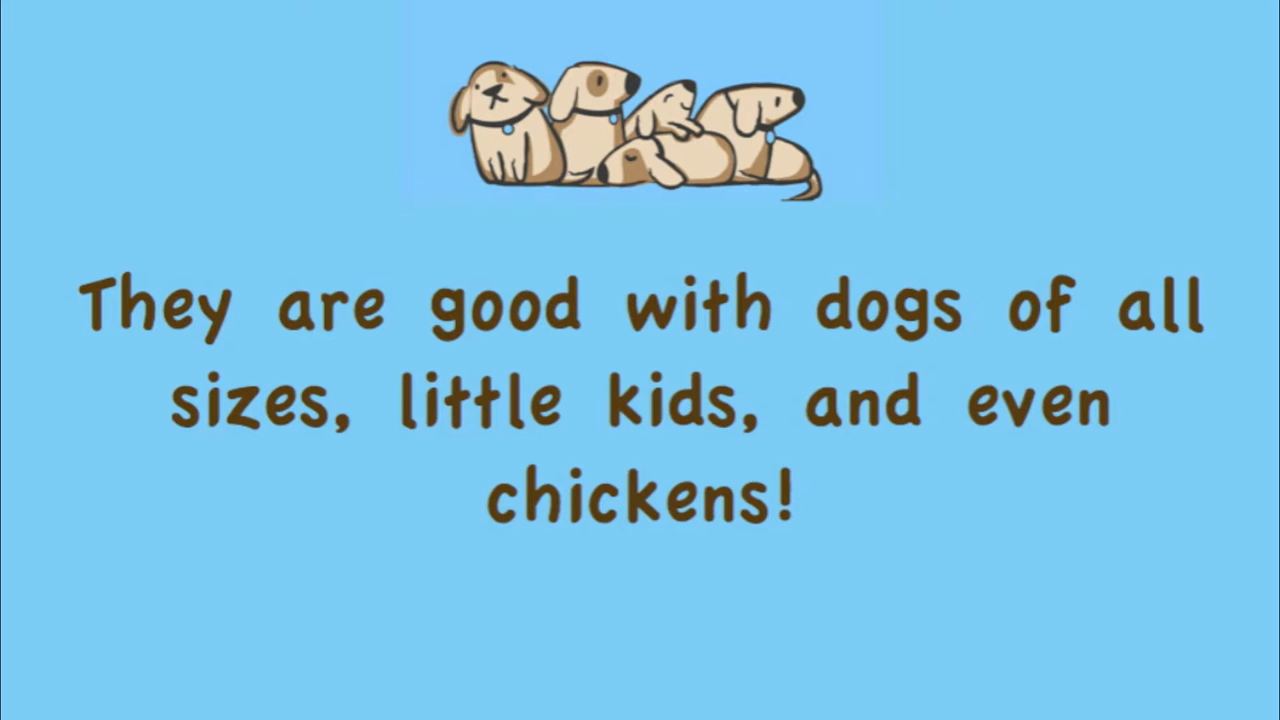 They are good with dogs of all
sizes, little kids, and even
chickens!